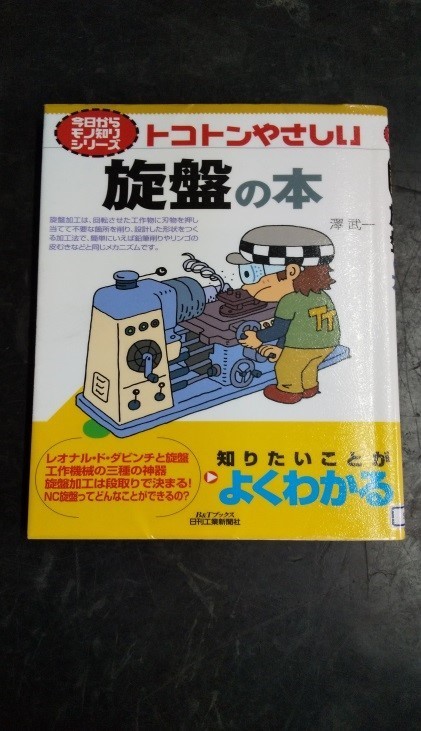 今日から
モノ知り
シリーズ
トコトンやさしい
旋盤の本
澤 武一
旋盤加工は、回転させた工作物に刃物を押し
当てて不要な個所を削り、設計した形状をつく
る加工法で、簡単にいえば鉛筆削りやリンゴの
皮むきなどと同じメカニズムです。
TT
レオナルド・ダビンチと旋盤
工作機械の三種の神器
旋盤加工は段取りで決まる!
NC旋盤ってどんなことができるの?
知りたいことが
よくわかる
B&Tブックス
日刊工業新聞社